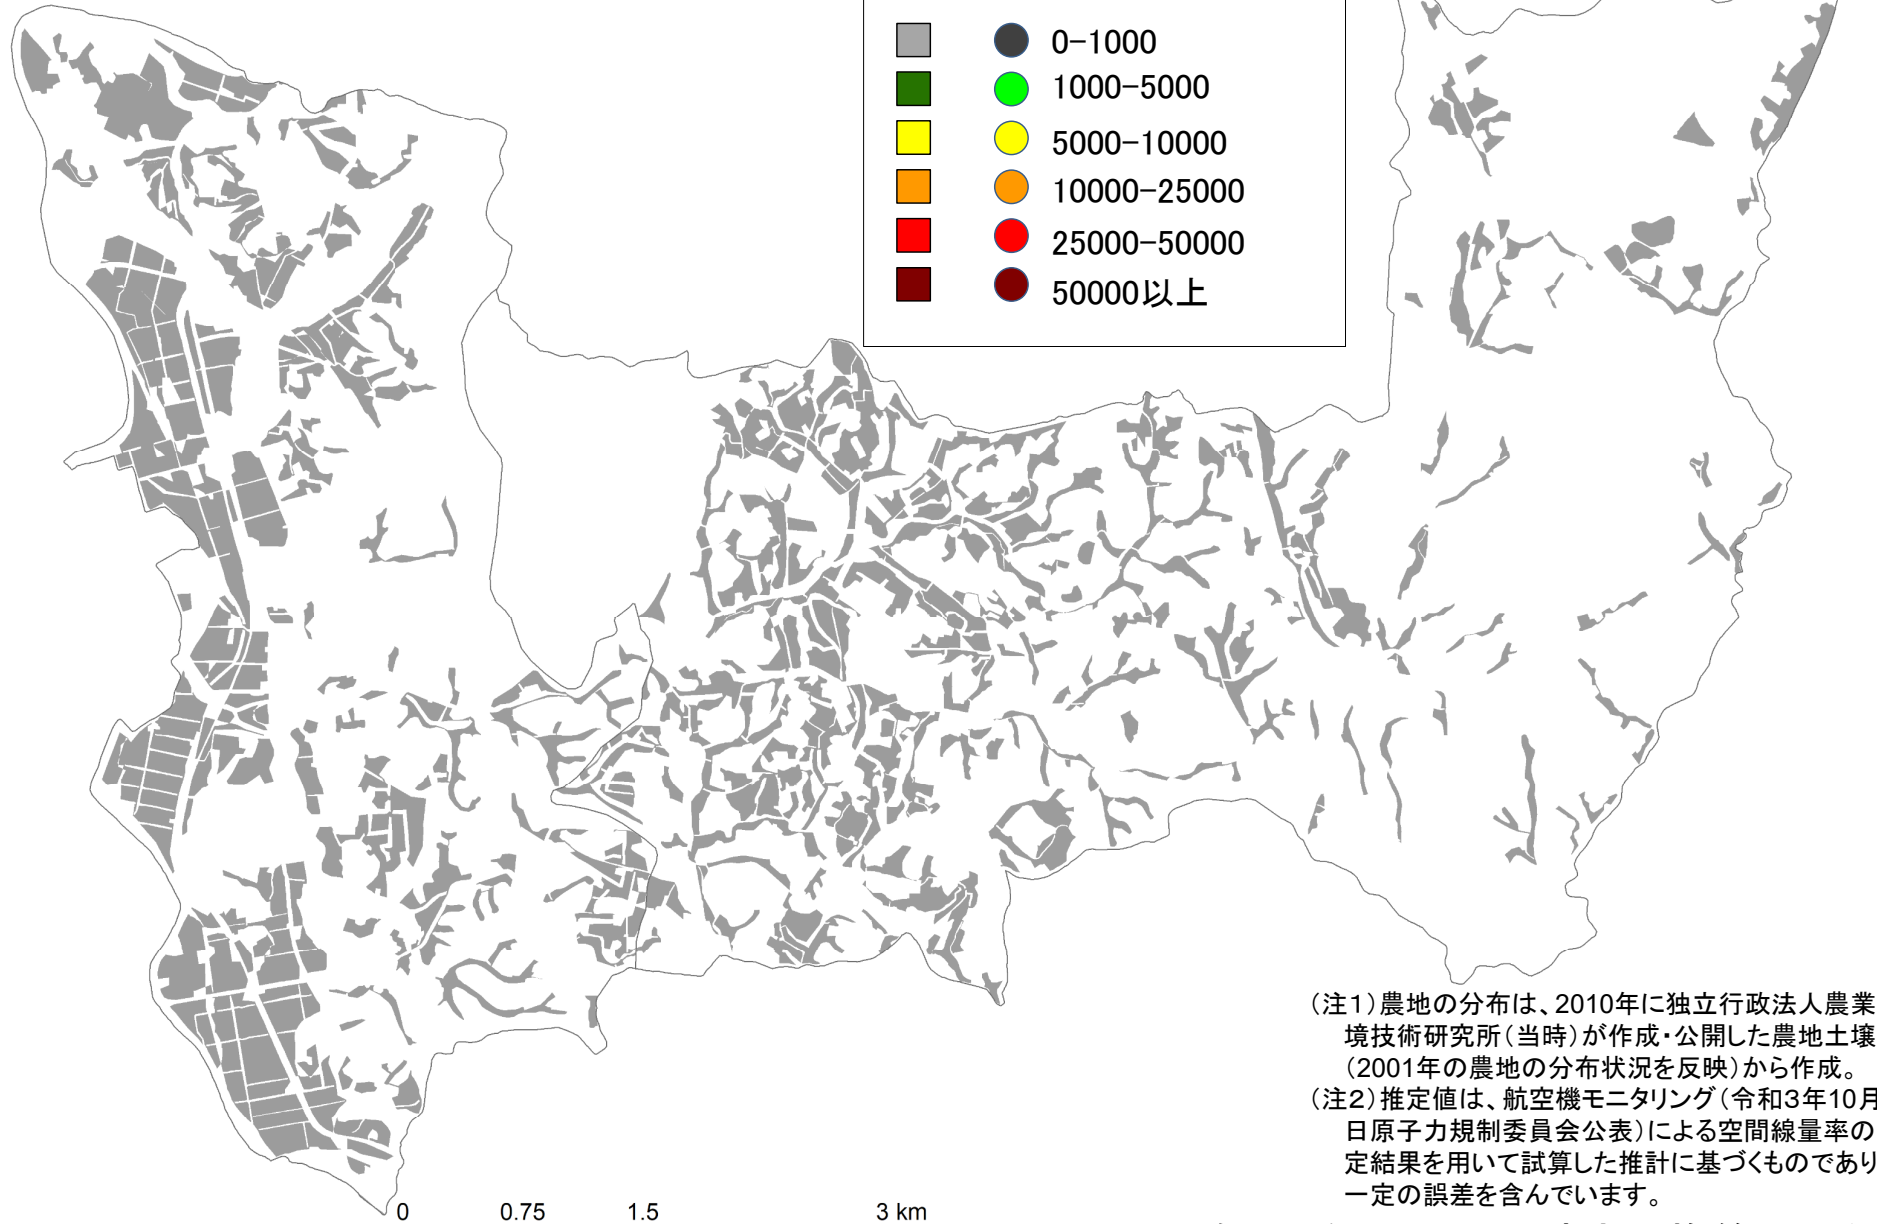 0-1000
1000-5000
5000-10000
10000-25000
25000-50000
50000以上
(注1)農地の分布は、2010年に独立行政法人農業
境技術研究所(当時)が作成・公開した農地土壌
(2001年の農地の分布状況を反映)から作成。
(注2)推定値は、航空機モニタリング(令和3年10月
日原子力規制委員会公表)による空間線量率の
定結果を用いて試算した推計に基づくものであり
一定の誤差を含んでいます。
0 0.75 1.5 3 km